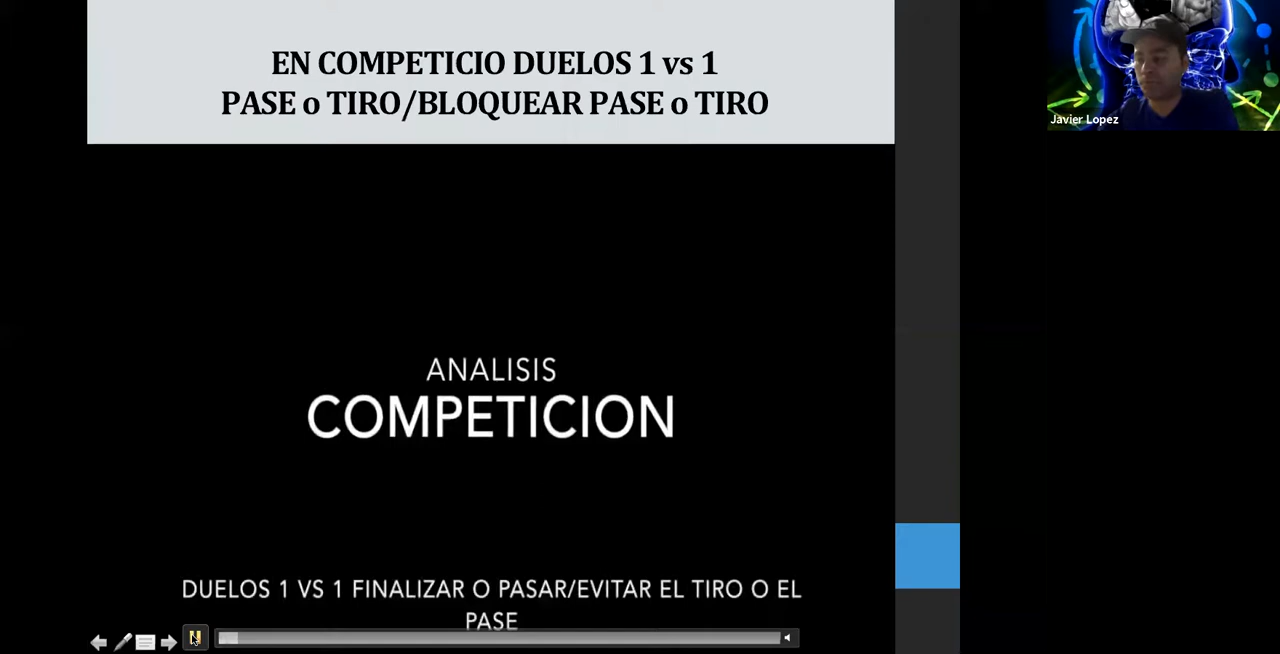 EN COMPETICIO DUELOS 1 vs 1
PASE o TIRO/BLOQUEAR PASE o TIRO
Javier Lopez
ANALISIS
COMPETICION
DUELOS 1 VS 1 FINALIZAR O PASAR/EVITAR EL TIRO O EL
PASE